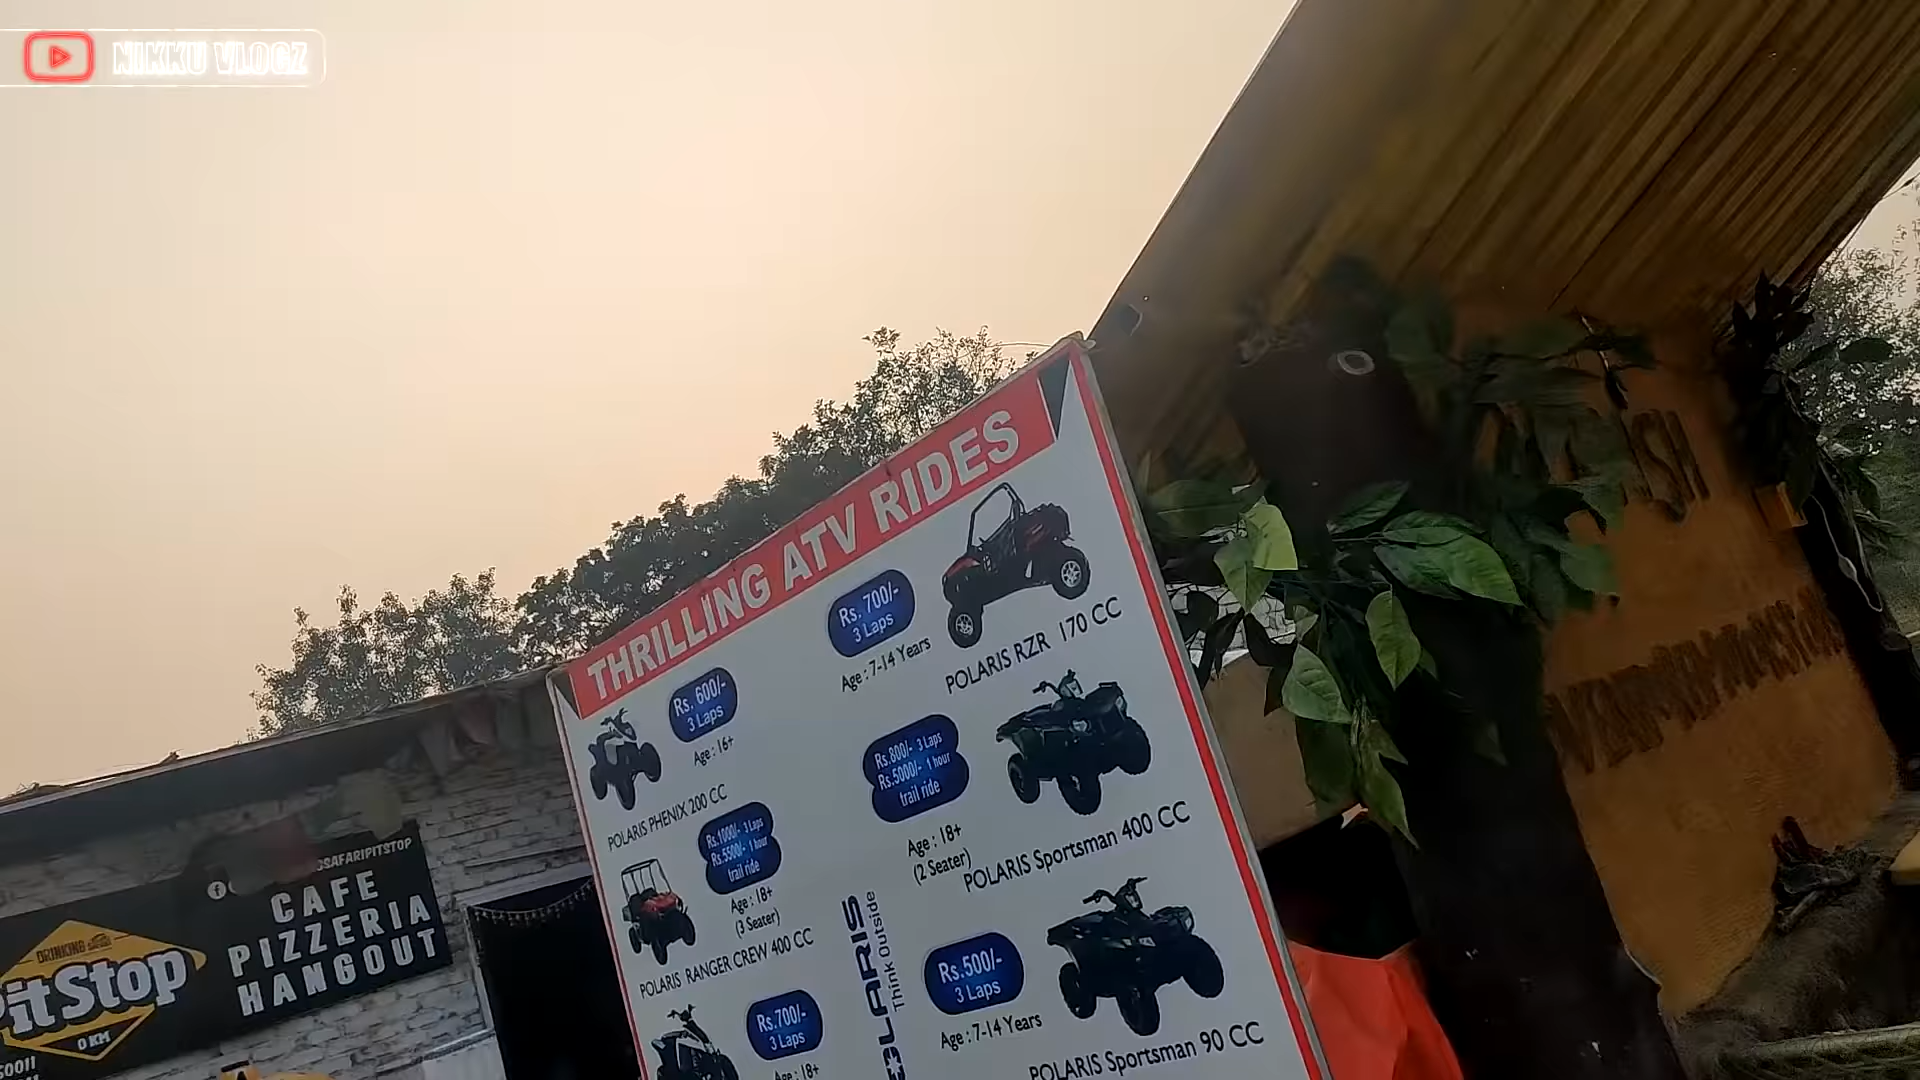 NIKKU VLOGZ
THRILLING ATV RIDES
Rs. 600/-
3 Laps
Age : 16+
POLARIS PHENIX 200 CC
Rs. 700/-
3 Laps
Age : 7-14 Years
POLARIS RZR 170 CC
Rs.1000/- 3 Laps
Rs.5500/- 1 hour
trail ride
Age : 18+
(3 Seater)
POLARIS RANGER CREW 400 CC
Rs.800/- 3 Laps
Rs.5000/- 1 hour
trail ride
Age : 18+
(2 Seater)
POLARIS Sportsman 400 CC
Rs.700/-
3 Laps
Age : 18+
POLARIS
Think Outside
Rs.500/-
3 Laps
Age : 7-14 Years
POLARIS Sportsman 90 CC
SAFARIPITSTOP
CAFE
PIZZERIA
HANGOUT
DRINKING
PitStop
0 KM